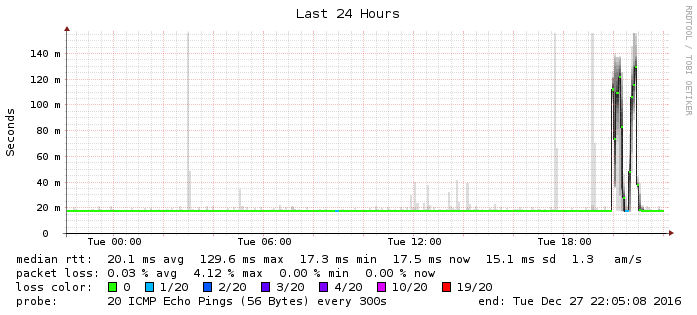 Last 24 Hours
RRDTOOL / TOBI OETIKER
Seconds
140 m
120 m
100 m
80 m
60 m
40 m
20 m
0
Tue 00:00 Tue 06:00 Tue 12:00 Tue 18:00
median rtt: 20.1 ms avg 129.6 ms max 17.3 ms min 17.5 ms now 15.1 ms sd 1.3 am/s
packet loss: 0.03 % avg 4.12 % max 0.00 % min 0.00 % now
loss color: 0 1/20 2/20 3/20 4/20 10/20 19/20
probe: 20 ICMP Echo Pings (56 Bytes) every 300s end: Tue Dec 27 22:05:08 2016